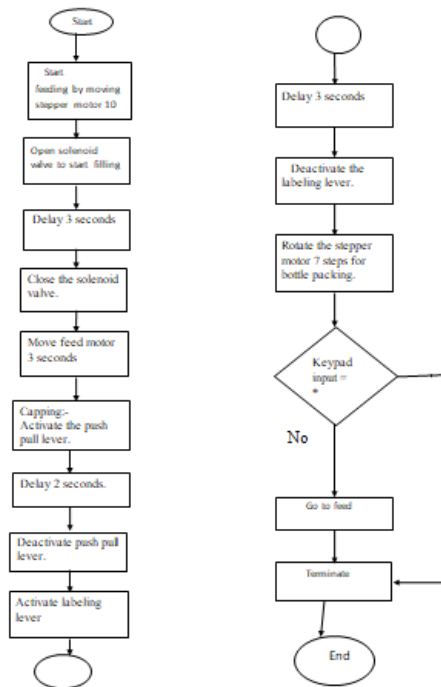 Start
Start
feeding by moving
stepper motor 10
Open solenoid
valve to start filling
Delay 3 seconds
Close the solenoid
valve.
Move feed motor
3 seconds
Capping:-
Activate the push
pull lever.
Delay 2 seconds.
Deactivate push pull
lever.
Activate labeling
lever
Delay 3 seconds
Deactivate the
labeling lever.
Rotate the stepper
motor 7 steps for
bottle packing.
Keypad
input =
*
No
Go to feed
Terminate
End